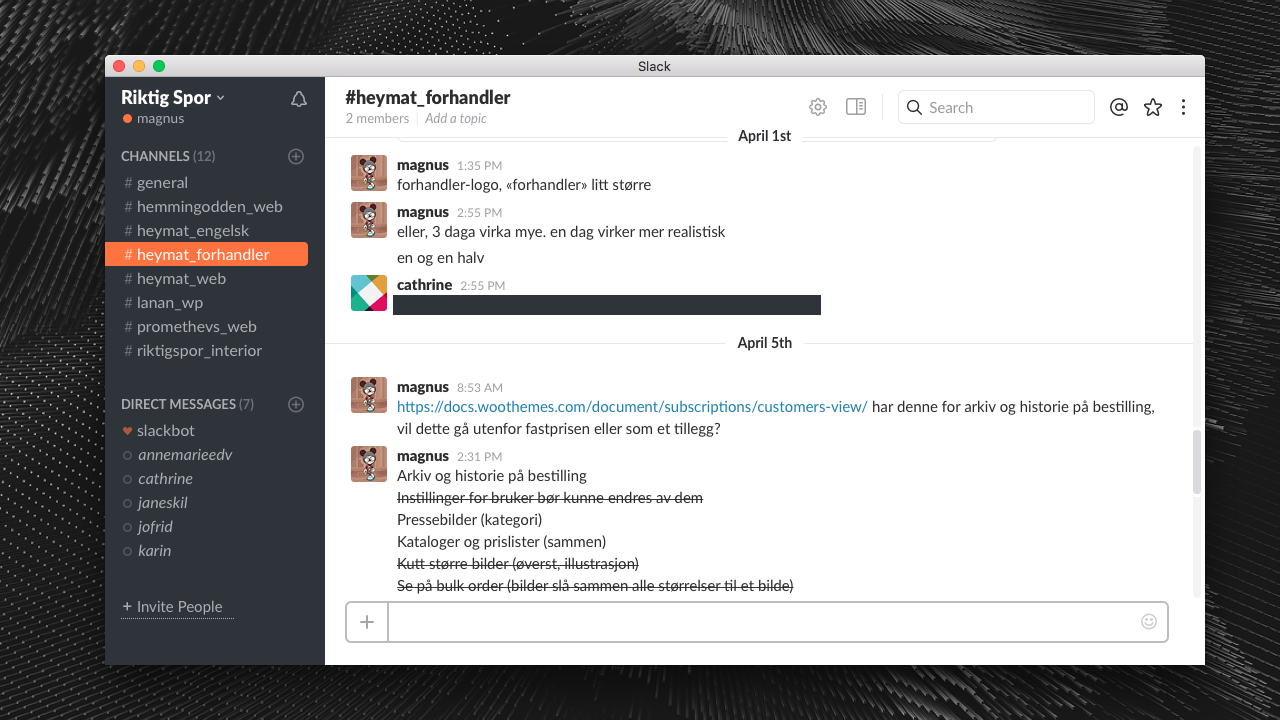 Slack
Riktig Spor
magnus
CHANNELS (12)
# general
# hemmingodden_web
# heymat_engelsk
# heymat_forhandler
# heymat_web
# lanan_wp
# promethevs_web
# riktigspor_interior
DIRECT MESSAGES (7)
slackbot
annemarieedv
cathrine
janeskil
jofrid
karin
+ Invite People
#heymat_forhandler
2 members
Add a topic
Search
April 1st
magnus 1:35 PM
forhandler-logo, «forhandler» litt større
magnus 2:55 PM
eller, 3 daga virka mye. en dag virker mer realistisk
en og en halv
cathrine 2:55 PM
April 5th
magnus 8:53 AM
https://docs.woothemes.com/document/subscriptions/customers-view/ har denne for arkiv og historie på bestilling,
vil dette gå utenfor fastprisen eller som et tillegg?
magnus 2:31 PM
Arkiv og historie på bestilling
Instillinger for bruker bør kunne endres av dem
Pressebilder (kategori)
Kataloger og prislister (sammen)
Kutt større bilder (øverst, illustrasjon)
Se på bulk order (bilder slå sammen alle størrelser til et bilde)